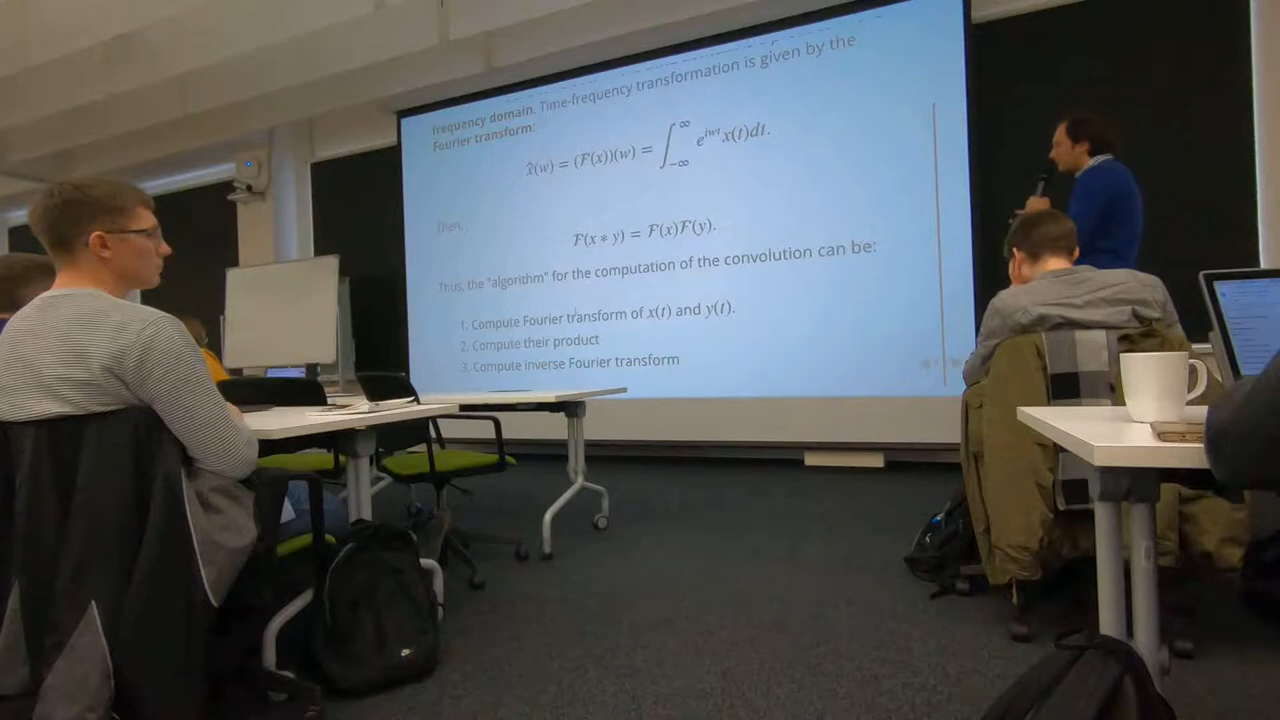 frequency domain. Time-frequency transformation is given by the
Fourier transform:
x̂(w) = (F(x))(w) = ∫_{-∞}^{∞} e^{iwt} x(t)dt.
Then,
F(x ∗ y) = F(x)F(y).
Thus, the "algorithm" for the computation of the convolution can be:
1. Compute Fourier transform of x(t) and y(t).
2. Compute their product
3. Compute inverse Fourier transform